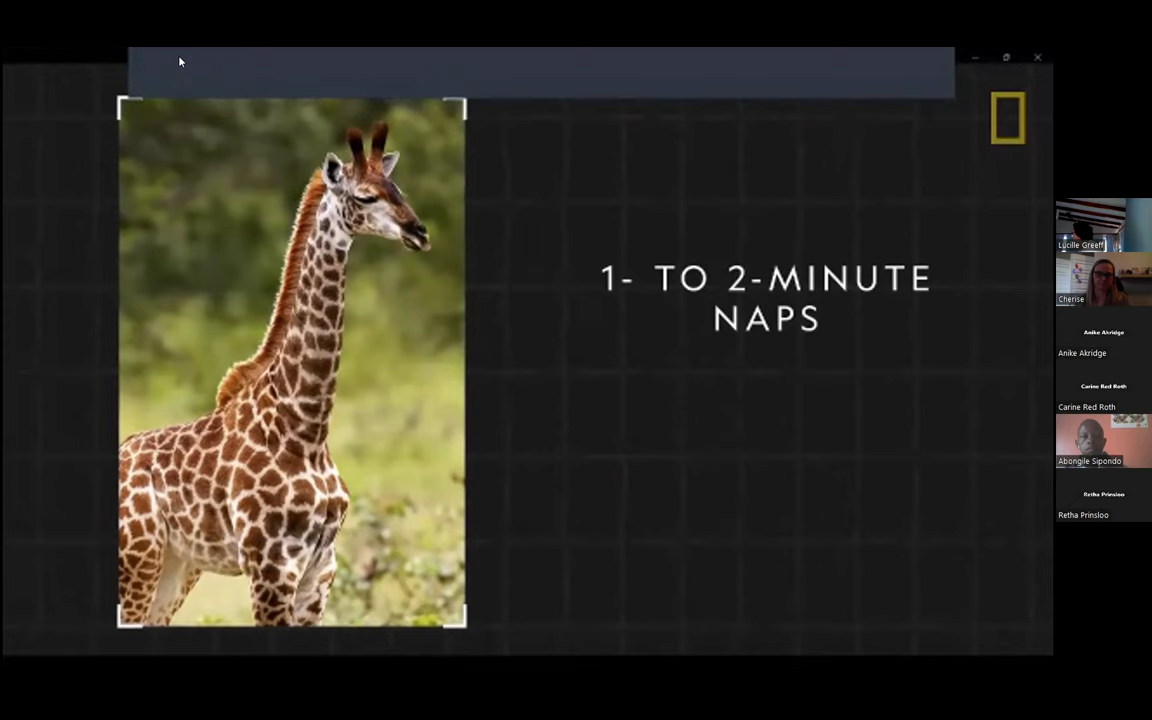 1- TO 2-MINUTE
NAPS
Lucille Greeff
Cherise
Anike Akridge
Anike Akridge
Carine Red Roth
Carine Red Roth
Abongile Sipondo
Retha Prinsloo
Retha Prinsloo